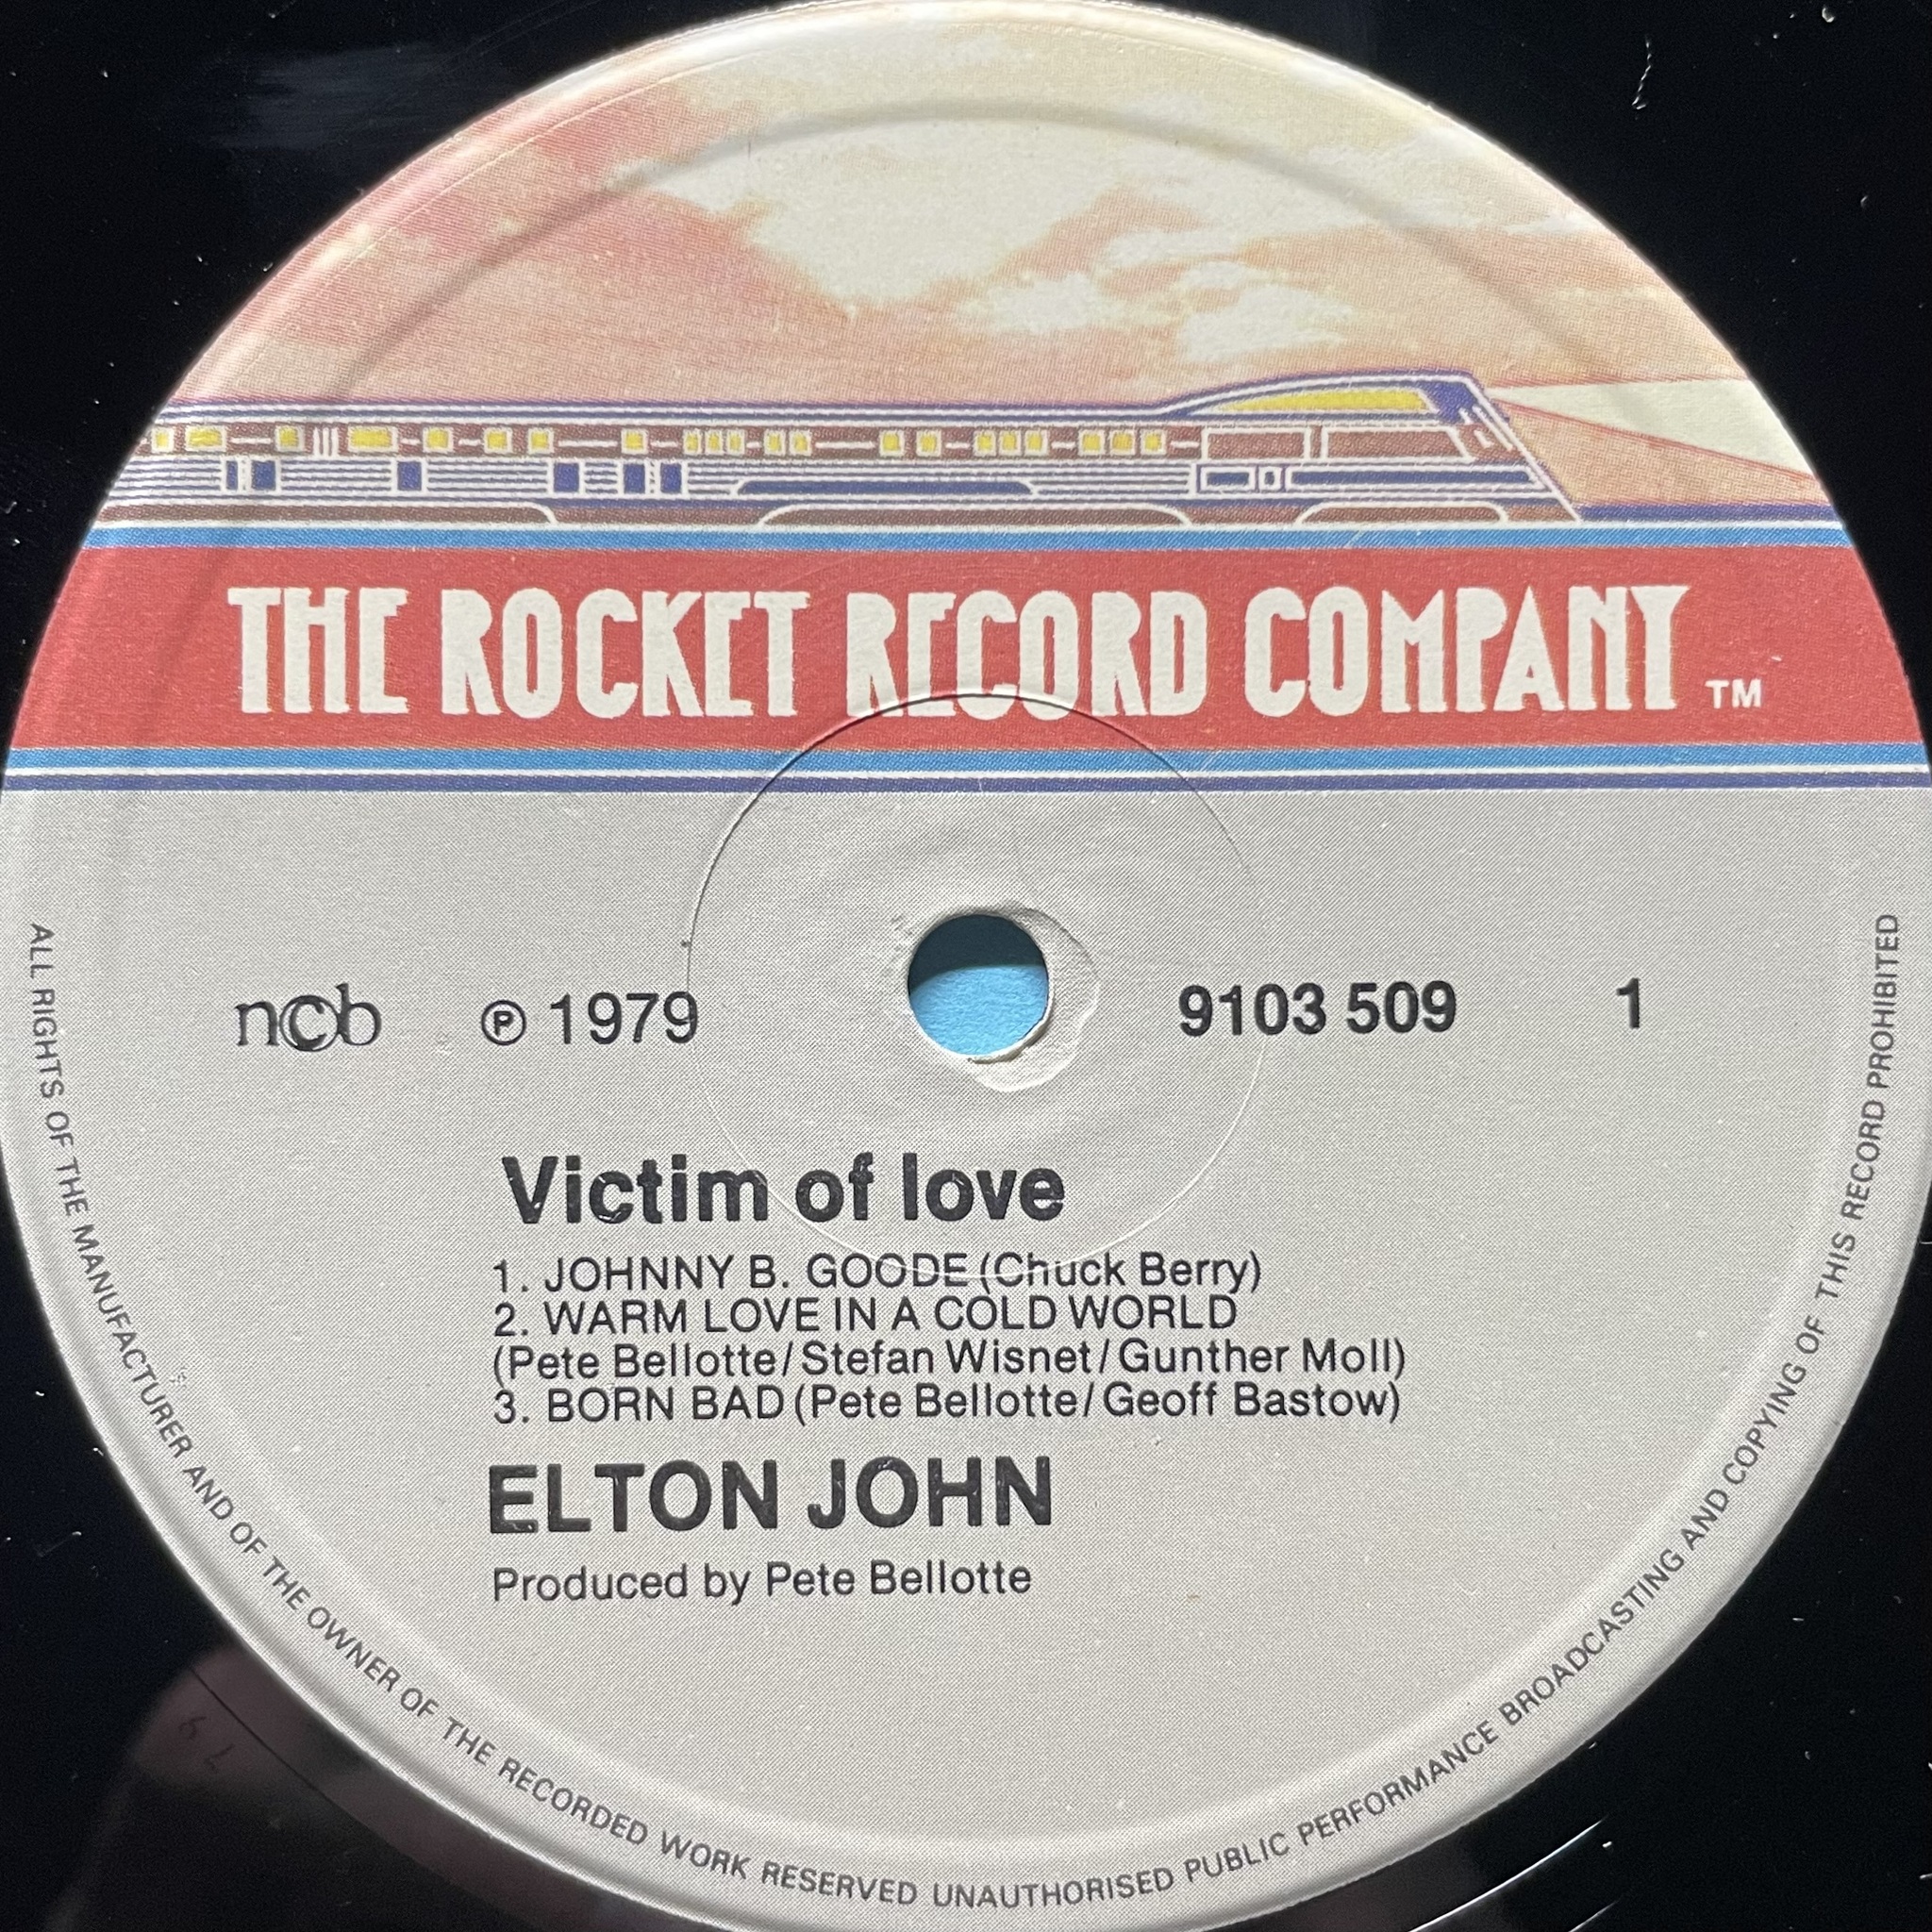 THE ROCKET RECORD COMPANY TM
ncb ℗ 1979 9103 509 1
Victim of love
1. JOHNNY B. GOODE (Chuck Berry)
2. WARM LOVE IN A COLD WORLD
(Pete Bellotte/Stefan Wisnet/Gunther Moll)
3. BORN BAD (Pete Bellotte/Geoff Bastow)
ELTON JOHN
Produced by Pete Bellotte
ALL RIGHTS OF THE MANUFACTURER AND OF THE OWNER OF THE RECORDED WORK RESERVED UNAUTHORISED PUBLIC PERFORMANCE BROADCASTING AND COPYING OF THIS RECORD PROHIBITED